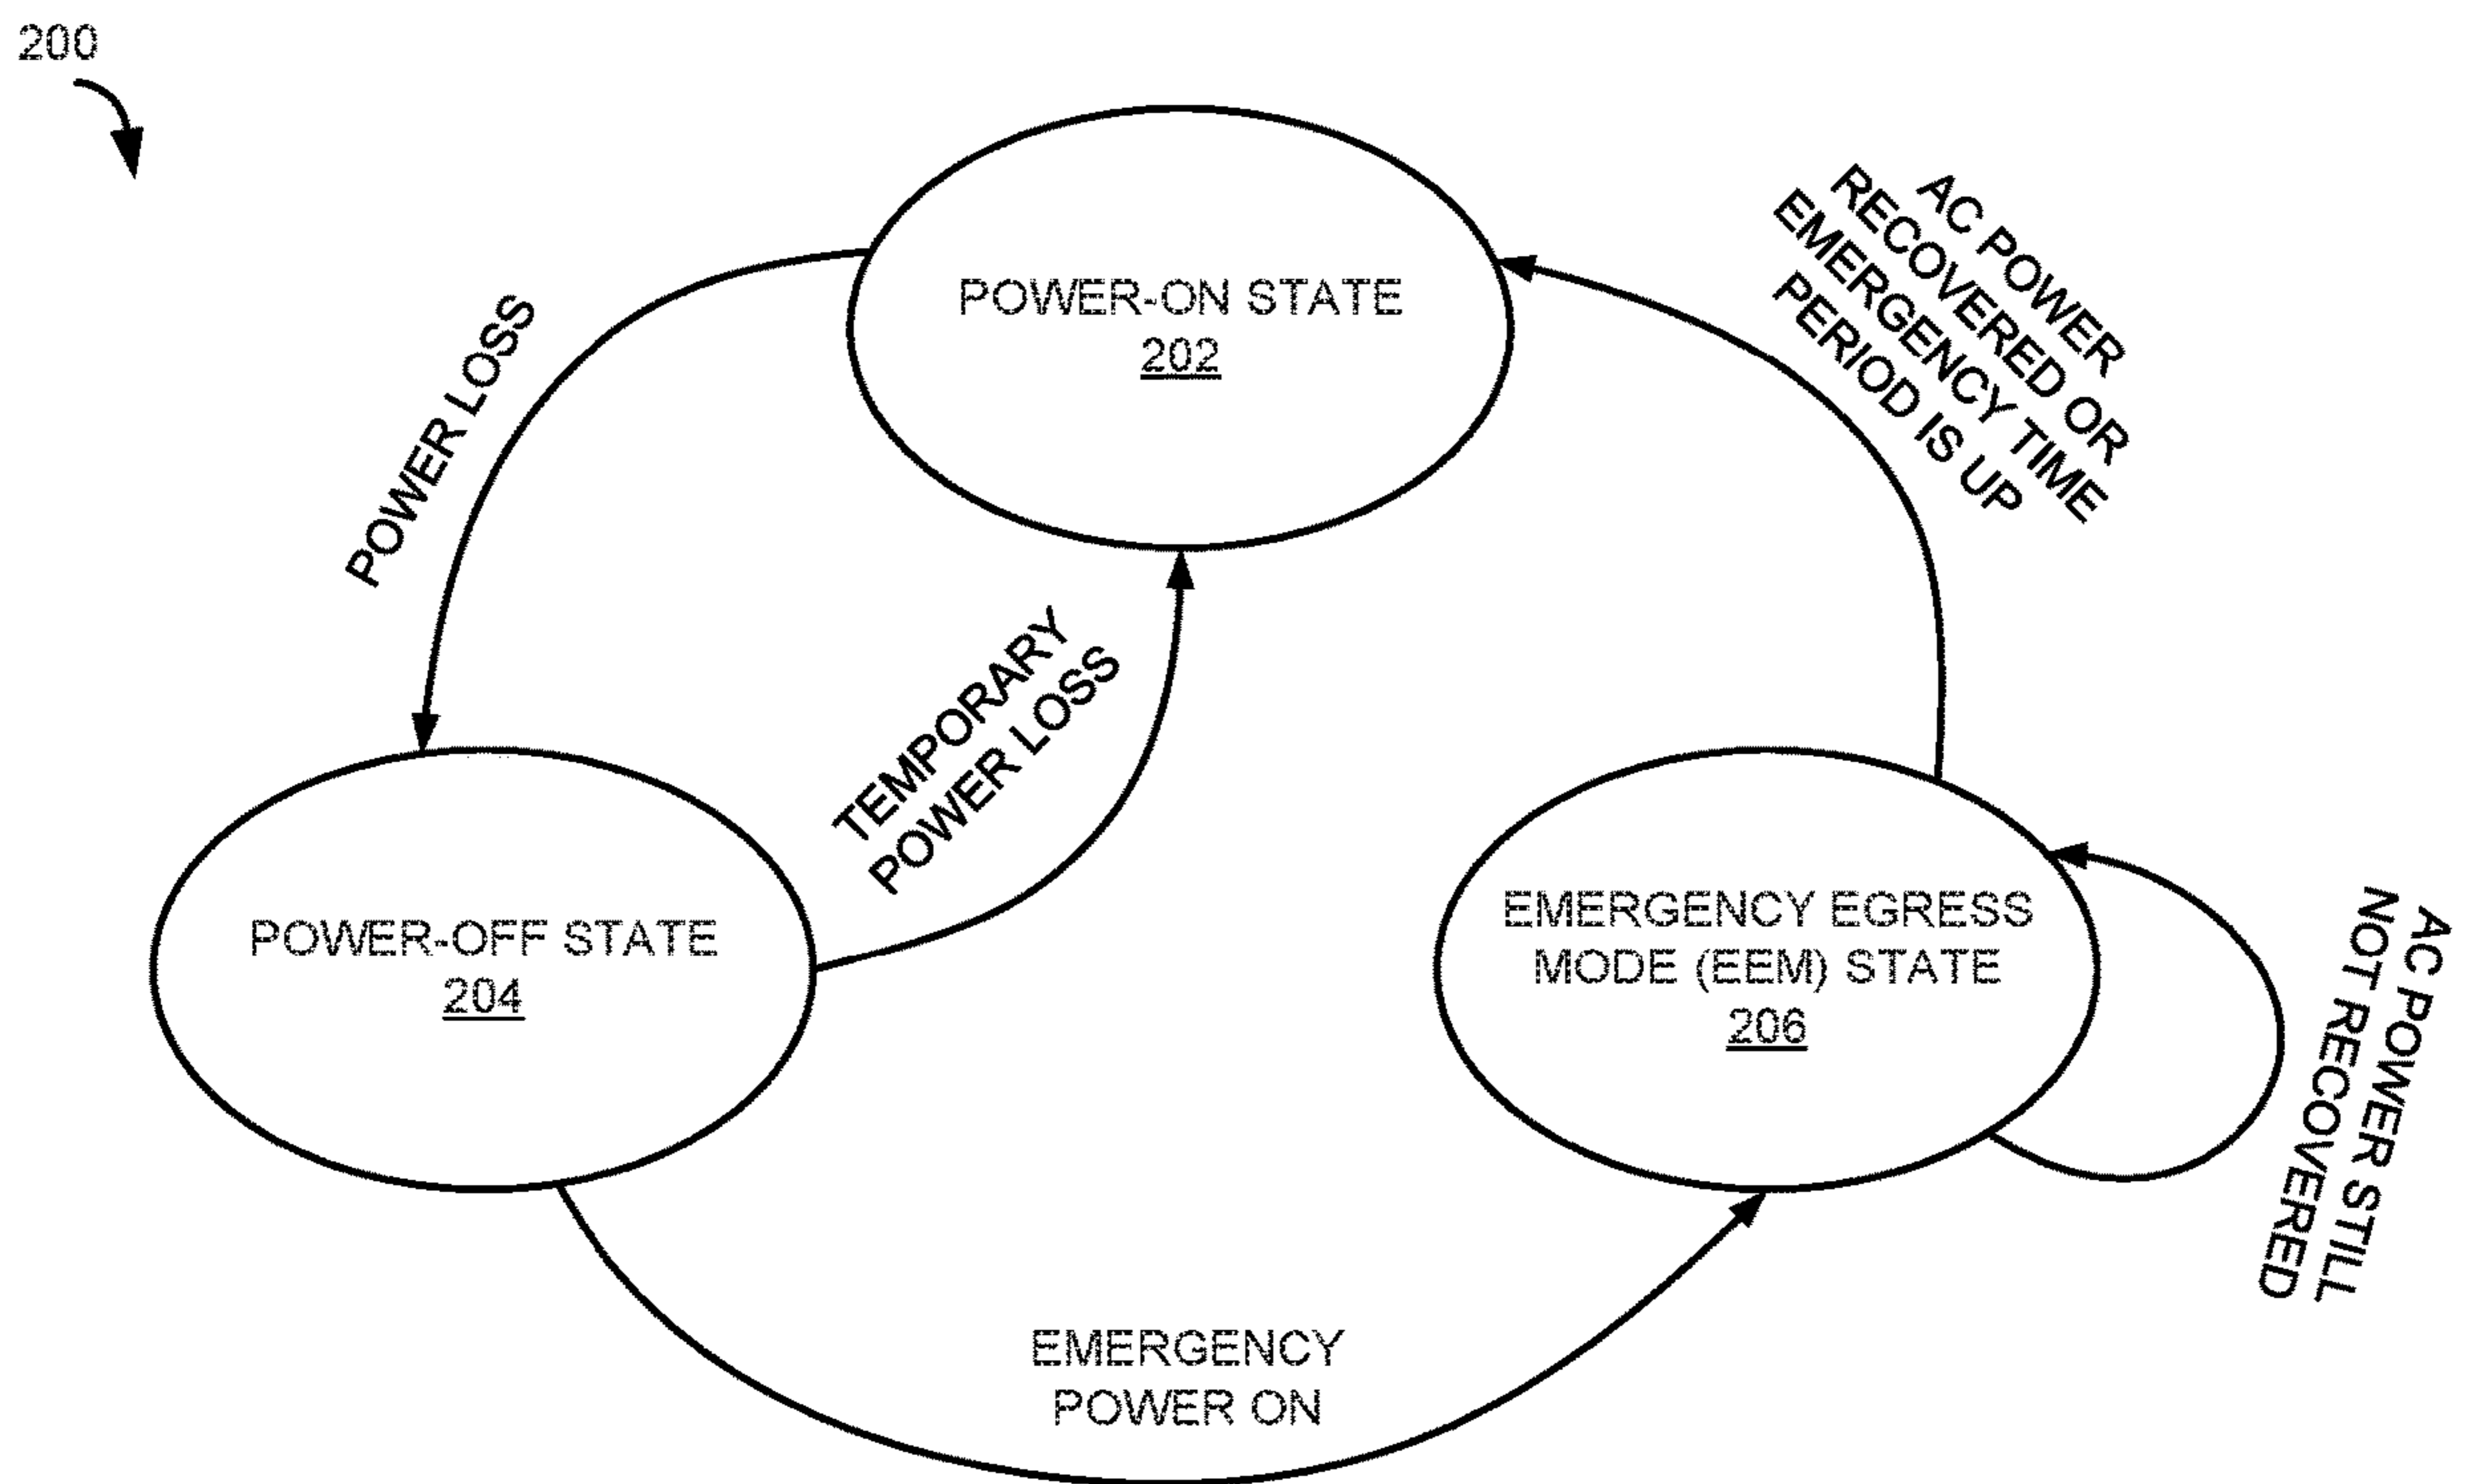 200
POWER-ON STATE
202
AC POWER
RECOVERED OR
EMERGENCY TIME
PERIOD IS UP
POWER LOSS
TEMPORARY
POWER LOSS
POWER-OFF STATE
204
EMERGENCY EGRESS
MODE (EEM) STATE
206
AC POWER STILL
NOT RECOVERED
EMERGENCY
POWER ON